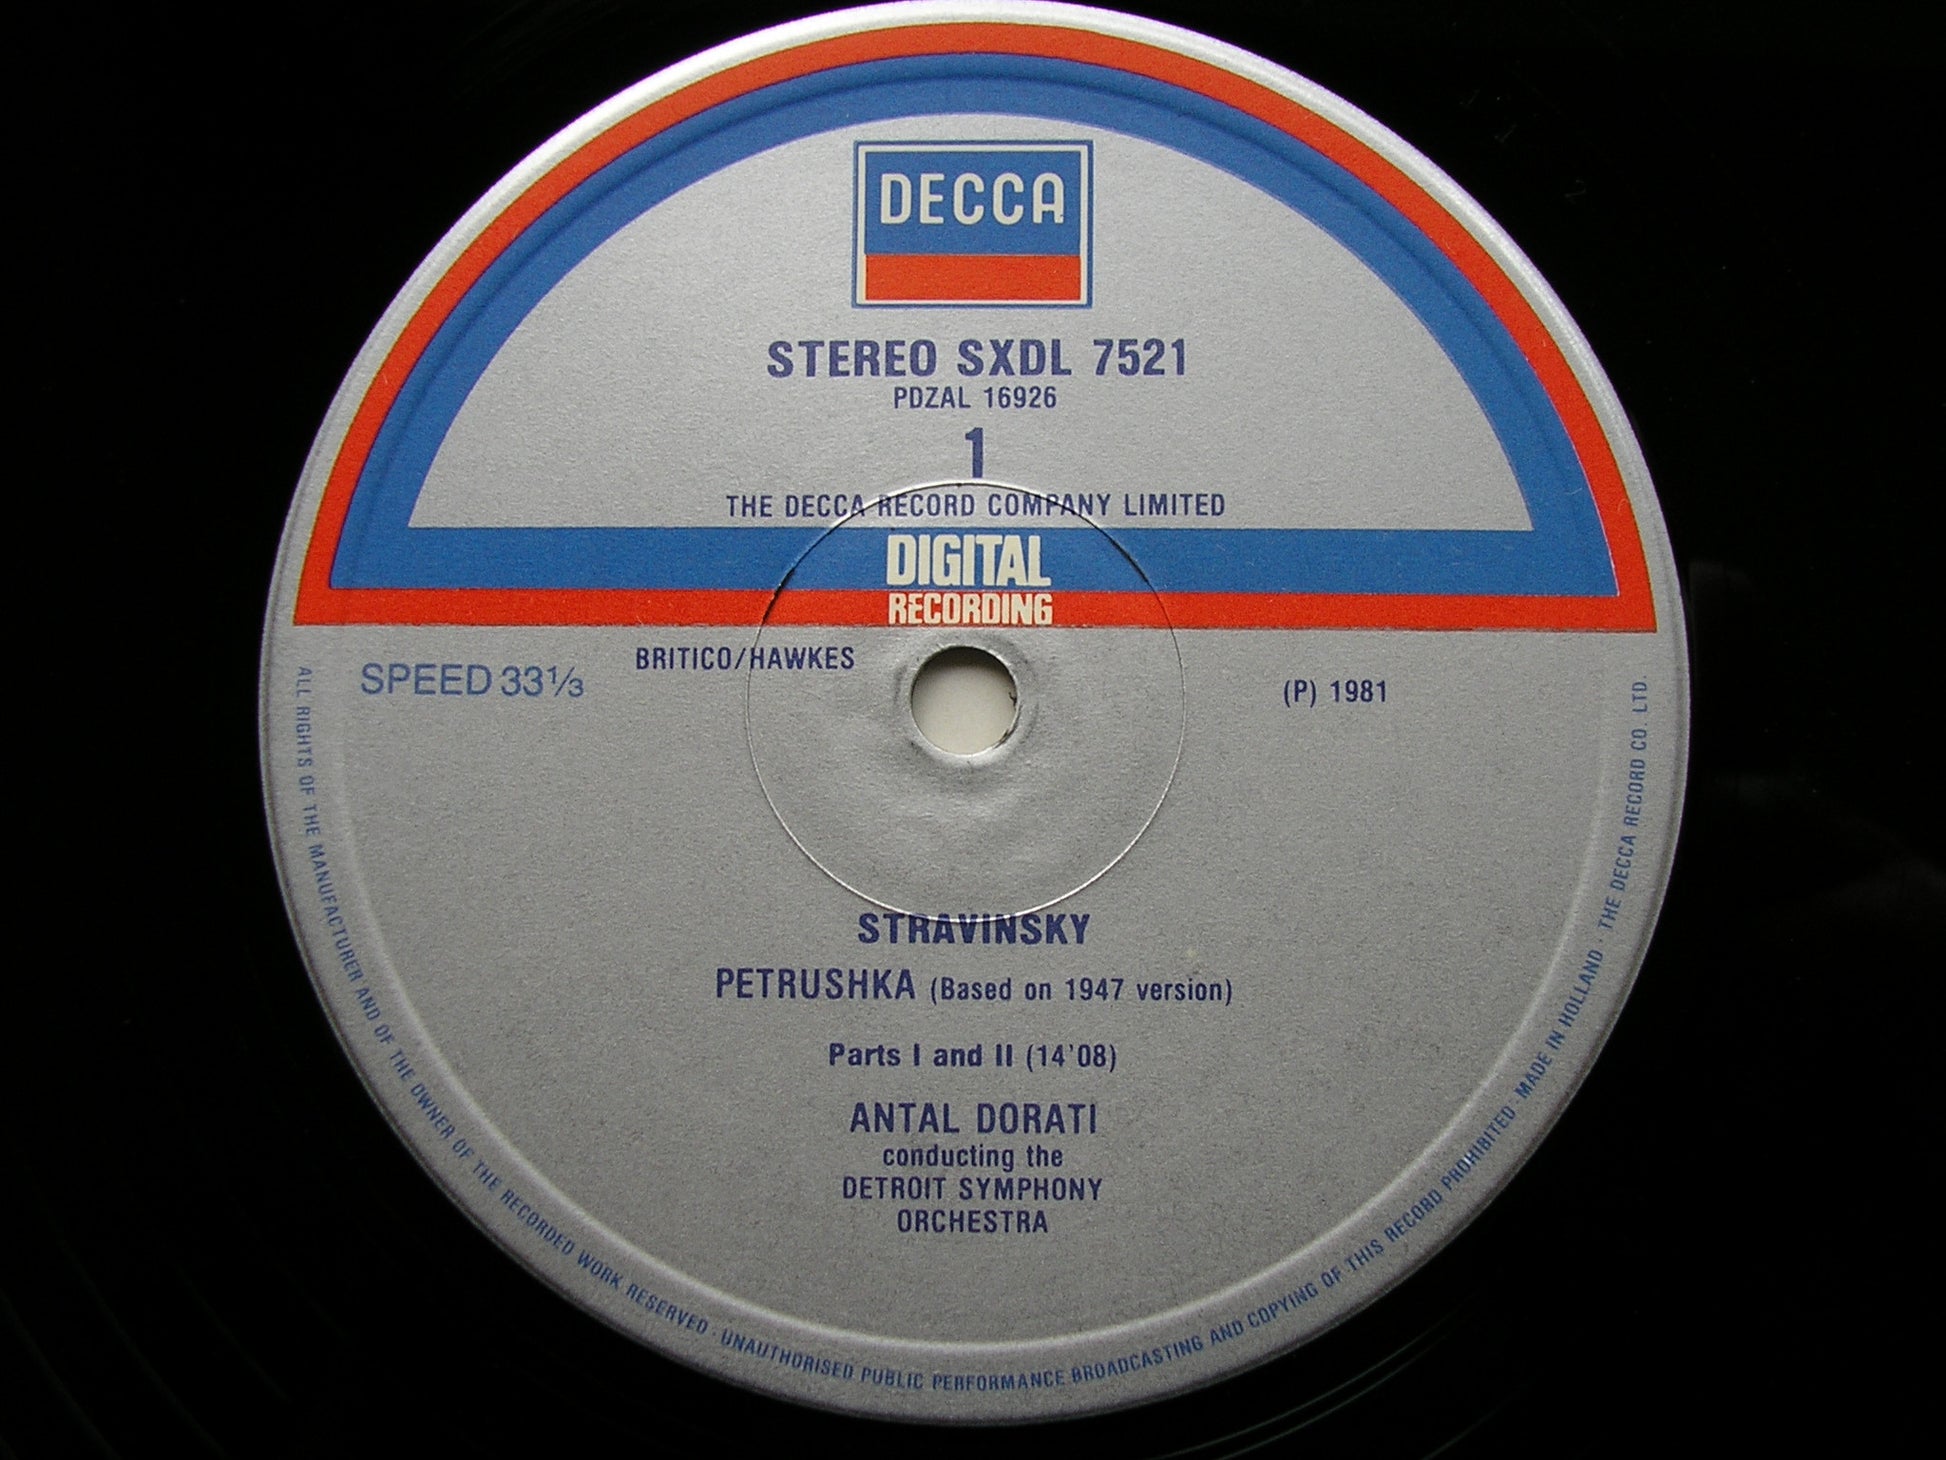 DECCA
STEREO SXDL 7521
PDZAL 16926
1
THE DECCA RECORD COMPANY LIMITED
DIGITAL
RECORDING
SPEED 33⅓
BRITICO/HAWKES
(P) 1981
STRAVINSKY
PETRUSHKA (Based on 1947 version)
Parts I and II (14'08)
ANTAL DORATI
conducting the
DETROIT SYMPHONY
ORCHESTRA
ALL RIGHTS OF THE MANUFACTURER AND OF THE OWNER OF THE RECORDED WORK RESERVED · UNAUTHORISED PUBLIC PERFORMANCE BROADCASTING AND COPYING OF THIS RECORD PROHIBITED · MADE IN HOLLAND · THE DECCA RECORD CO. LTD.